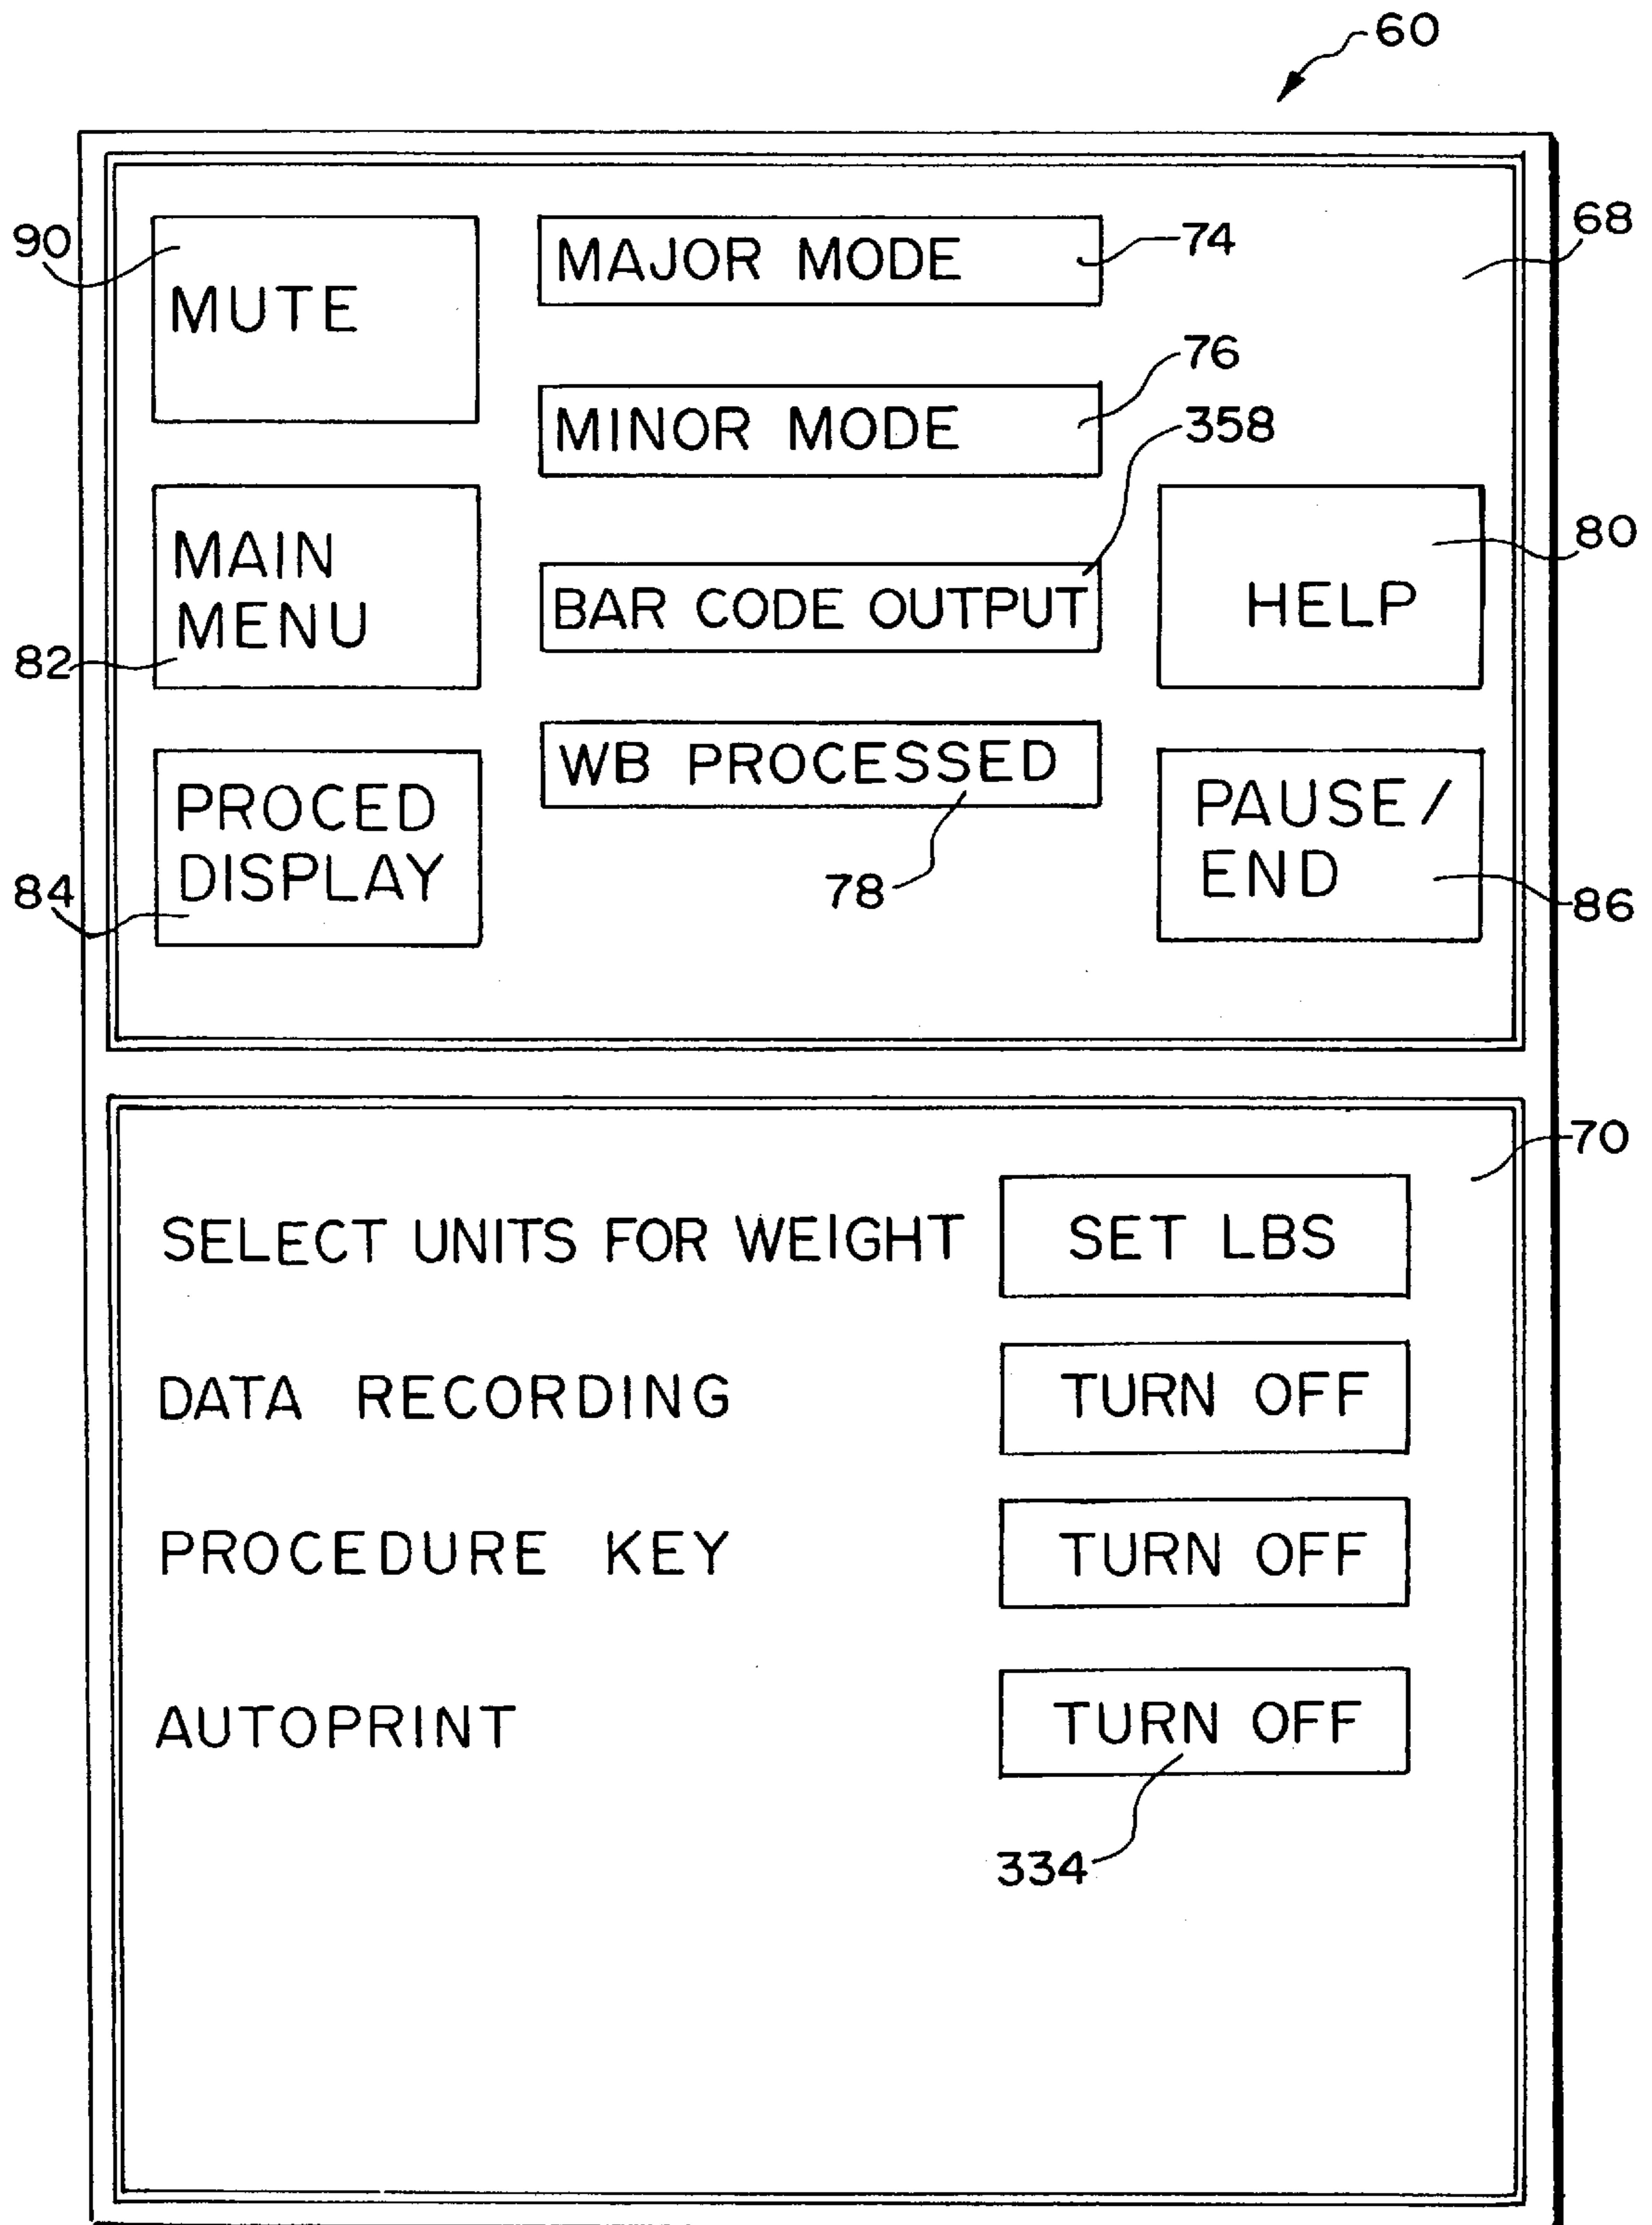 60
68
90
MUTE
MAJOR MODE
74
76
MINOR MODE
358
MAIN
MENU
82
BAR CODE OUTPUT
80
HELP
PROCED
DISPLAY
84
WB PROCESSED
78
PAUSE/
END
86
70
SELECT UNITS FOR WEIGHT SET LBS
DATA RECORDING TURN OFF
PROCEDURE KEY TURN OFF
AUTOPRINT TURN OFF
334